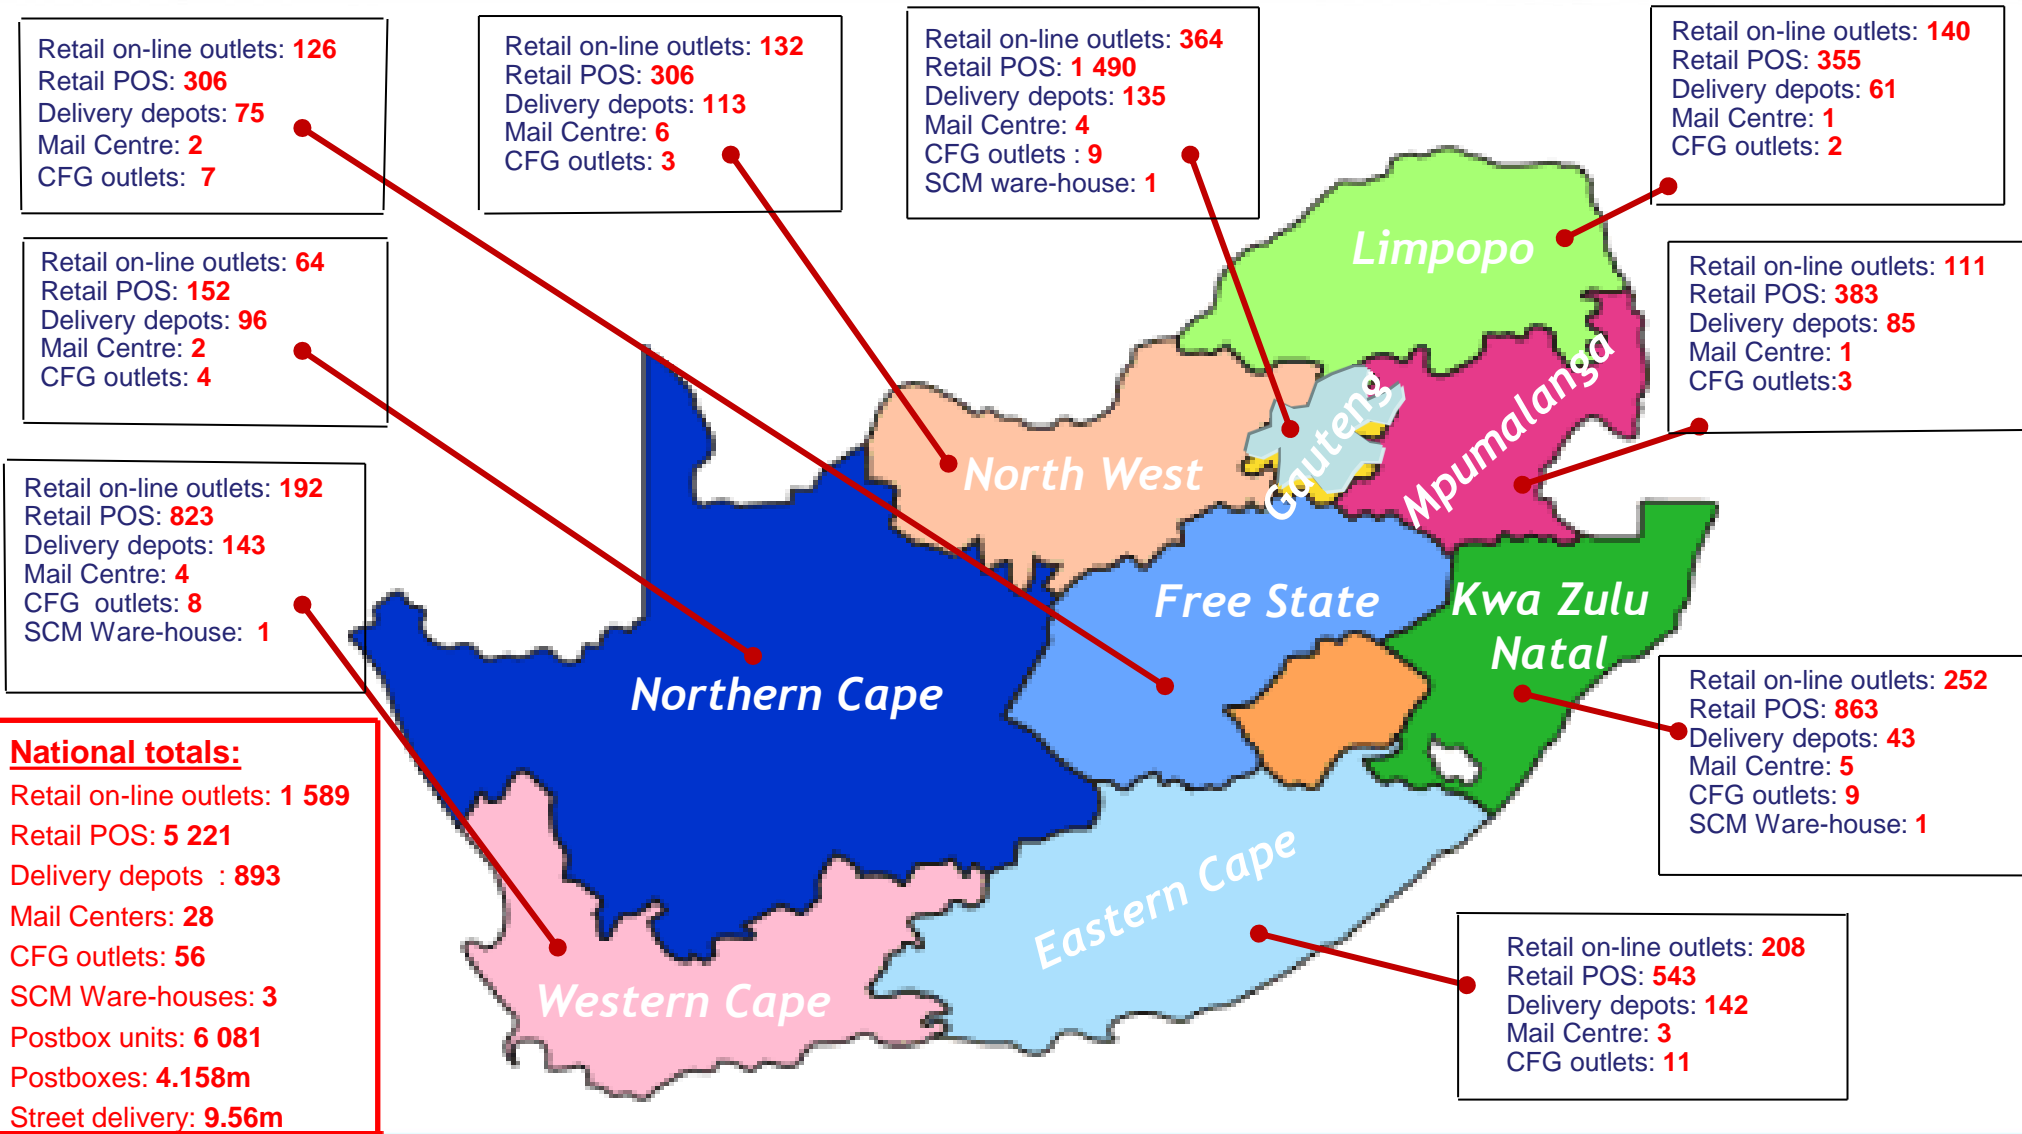 Retail on-line outlets: 126
Retail POS: 306
Delivery depots: 75
Mail Centre: 2
CFG outlets: 7
Retail on-line outlets: 132
Retail POS: 306
Delivery depots: 113
Mail Centre: 6
CFG outlets: 3
Retail on-line outlets: 364
Retail POS: 1 490
Delivery depots: 135
Mail Centre: 4
CFG outlets : 9
SCM ware-house: 1
Retail on-line outlets: 140
Retail POS: 355
Delivery depots: 61
Mail Centre: 1
CFG outlets: 2
Retail on-line outlets: 64
Retail POS: 152
Delivery depots: 96
Mail Centre: 2
CFG outlets: 4
Retail on-line outlets: 111
Retail POS: 383
Delivery depots: 85
Mail Centre: 1
CFG outlets:3
Retail on-line outlets: 192
Retail POS: 823
Delivery depots: 143
Mail Centre: 4
CFG outlets: 8
SCM Ware-house: 1
Limpopo
Mpumalanga
Gauteng
North West
Free State
Kwa Zulu
Natal
Northern Cape
Eastern Cape
Western Cape
Retail on-line outlets: 252
Retail POS: 863
Delivery depots: 43
Mail Centre: 5
CFG outlets: 9
SCM Ware-house: 1
National totals:
Retail on-line outlets: 1 589
Retail POS: 5 221
Delivery depots : 893
Mail Centers: 28
CFG outlets: 56
SCM Ware-houses: 3
Postbox units: 6 081
Postboxes: 4.158m
Street delivery: 9.56m
Retail on-line outlets: 208
Retail POS: 543
Delivery depots: 142
Mail Centre: 3
CFG outlets: 11